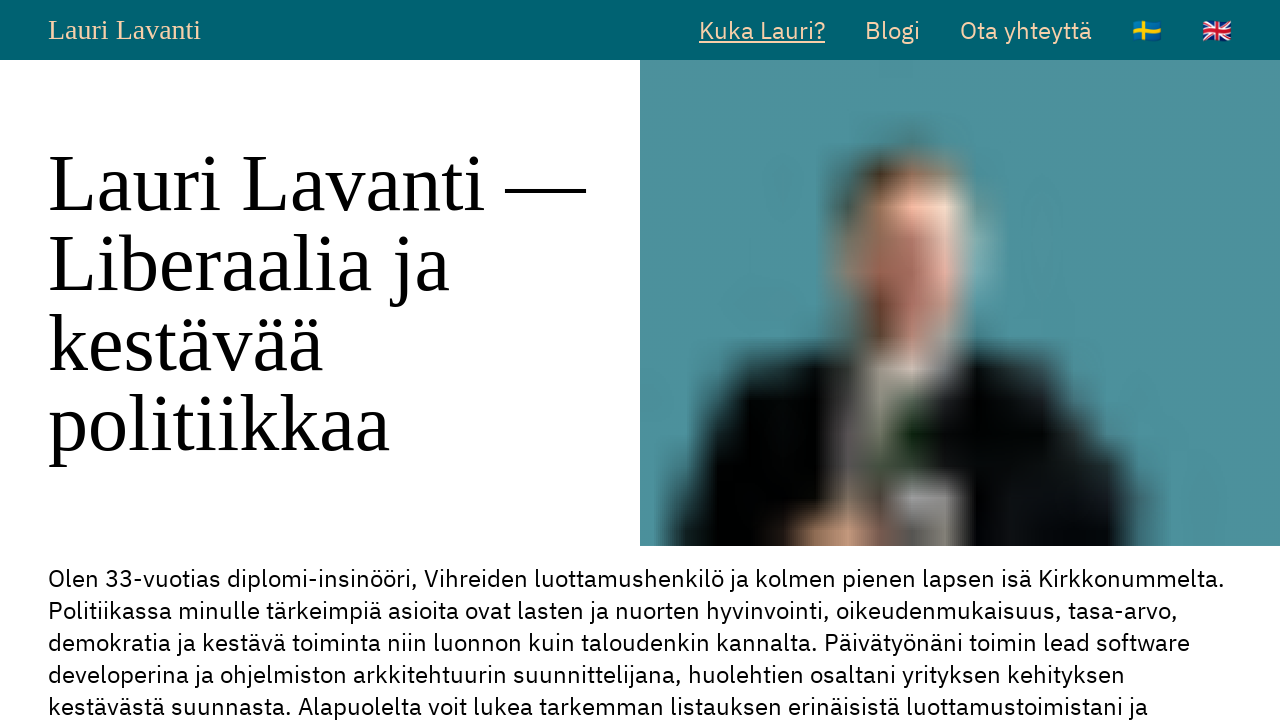 Lauri Lavanti
Kuka Lauri?
Blogi
Ota yhteyttä
Lauri Lavanti —
Liberaalia ja
kestävää
politiikkaa
Olen 33-vuotias diplomi-insinööri, Vihreiden luottamushenkilö ja kolmen pienen lapsen isä Kirkkonummelta.
Politiikassa minulle tärkeimpiä asioita ovat lasten ja nuorten hyvinvointi, oikeudenmukaisuus, tasa-arvo,
demokratia ja kestävä toiminta niin luonnon kuin taloudenkin kannalta. Päivätyönäni toimin lead software
developerina ja ohjelmiston arkkitehtuurin suunnittelijana, huolehtien osaltani yrityksen kehityksen
kestävästä suunnasta. Alapuolelta voit lukea tarkemman listauksen erinäisistä luottamustoimistani ja